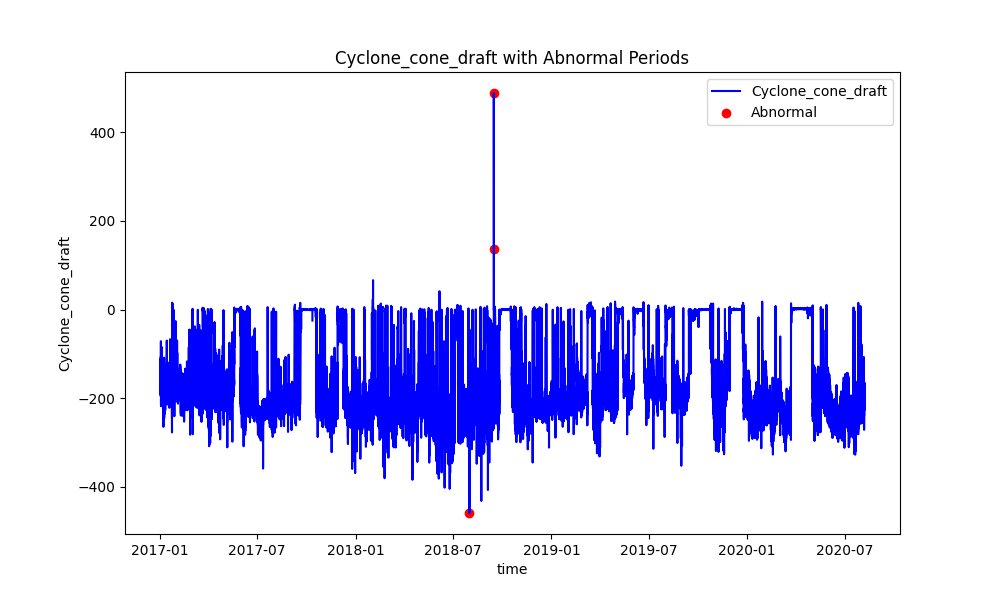 Cyclone_cone_draft with Abnormal Periods
Cyclone_cone_draft
Abnormal
400
200
0
−200
−400
Cyclone_cone_draft
2017-01
2017-07
2018-01
2018-07
2019-01
2019-07
2020-01
2020-07
time